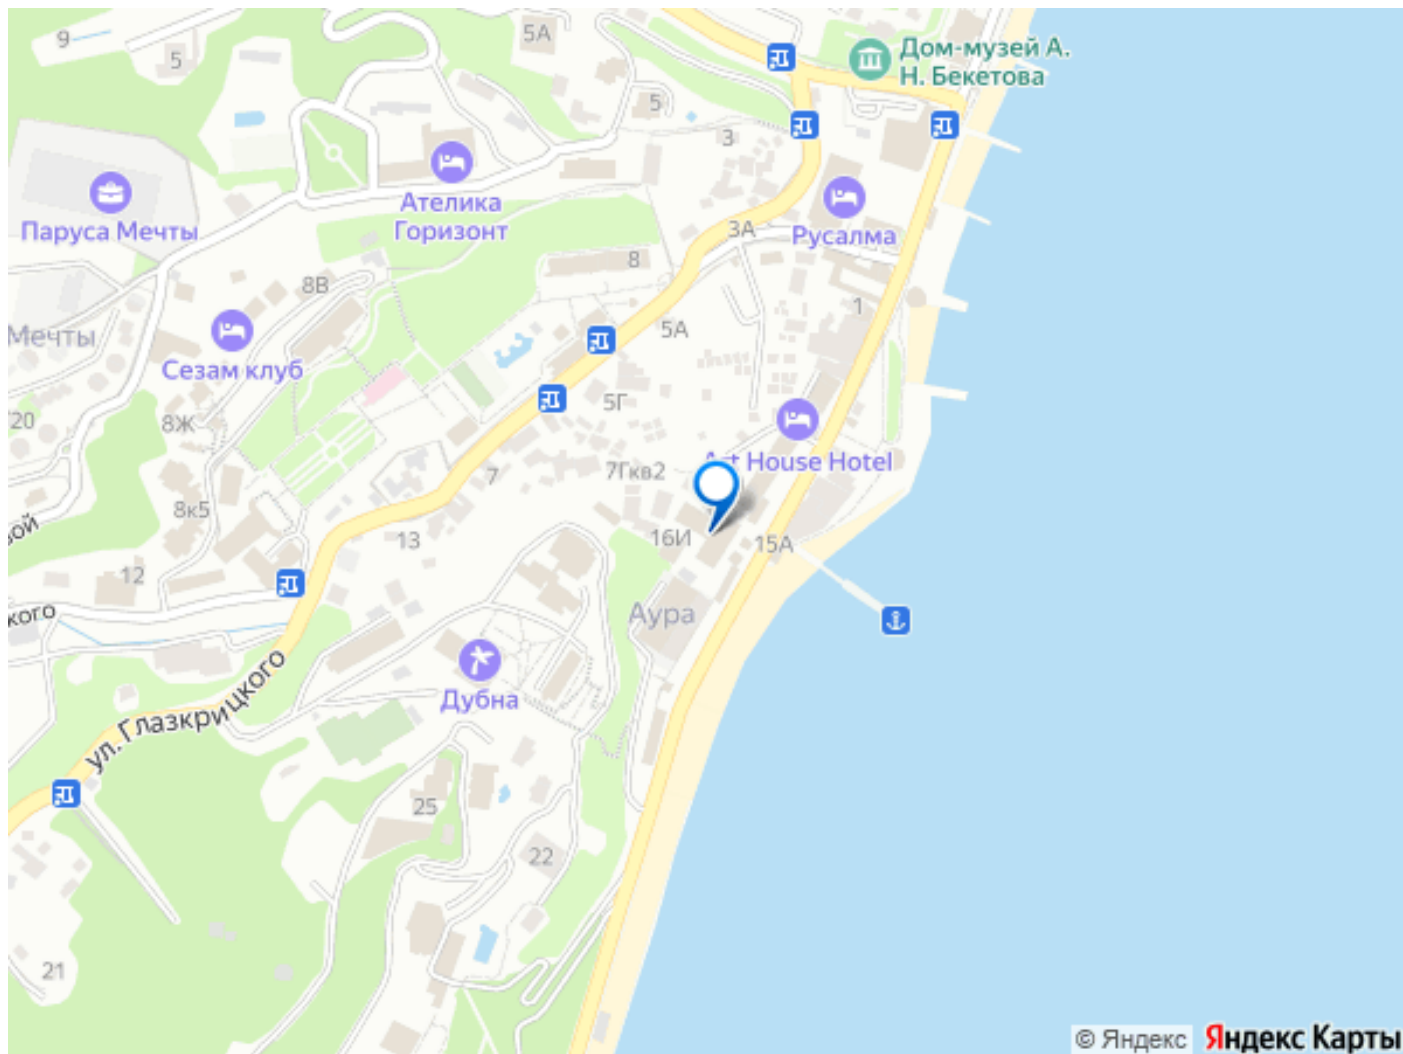 9
5
5А
Дом-музей А.
Н. Бекетова
5
3
Ателика
Горизонт
Паруса Мечты
3А
Русалма
8
8В
1
Мечты
5А
Сезам клуб
5Г
20
8Ж
Art House Hotel
7Гкв2
7
8к5
вой
13
16И
15А
12
кого
Аура
Дубна
ул. Глазкрицкого
25
22
21
© Яндекс
Яндекс Карты